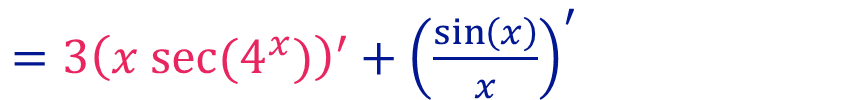 = 3(x sec(4^x))′ + (sin(x)/x)′